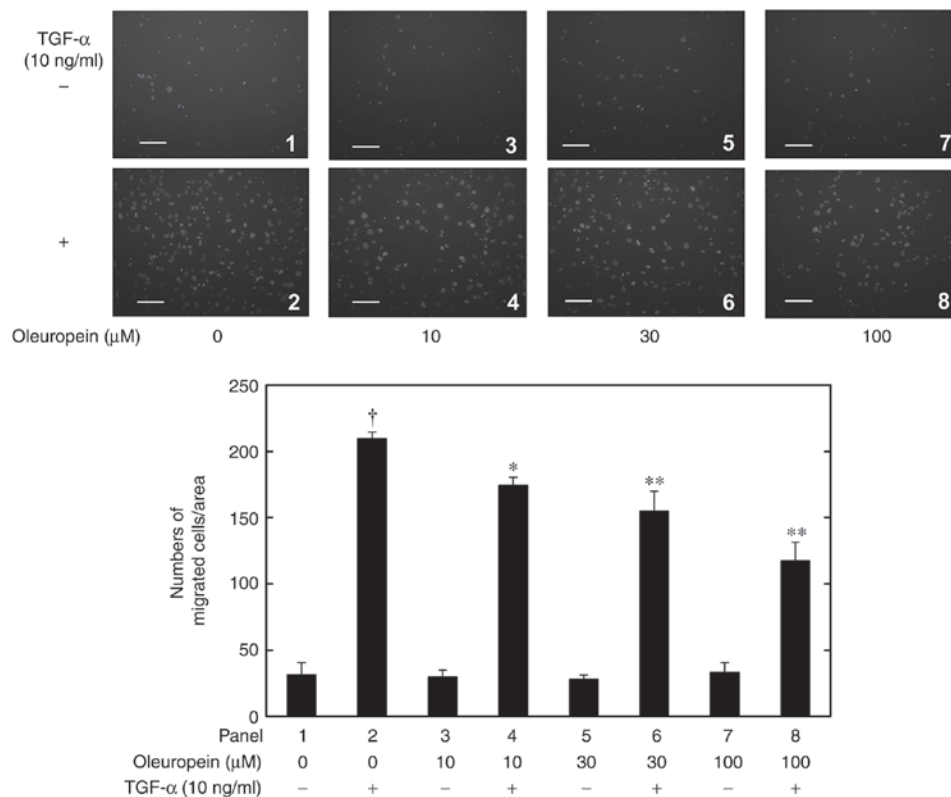 TGF-α
(10 ng/ml)
−
1
3
5
7
+
2
4
6
8
Oleuropein (μM) 0 10 30 100
250
200
150
100
50
0
Numbers of
migrated cells/area
†
*
**
**
Panel 1 2 3 4 5 6 7 8
Oleuropein (μM) 0 0 10 10 30 30 100 100
TGF-α (10 ng/ml) − + − + − + − +